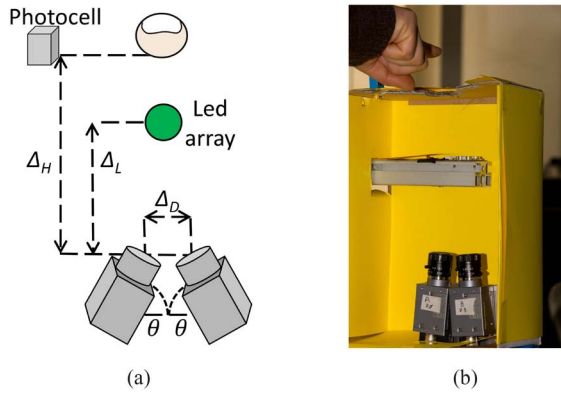 Photocell
Led
array
Δ_H
Δ_L
Δ_D
θ θ
(a)
(b)